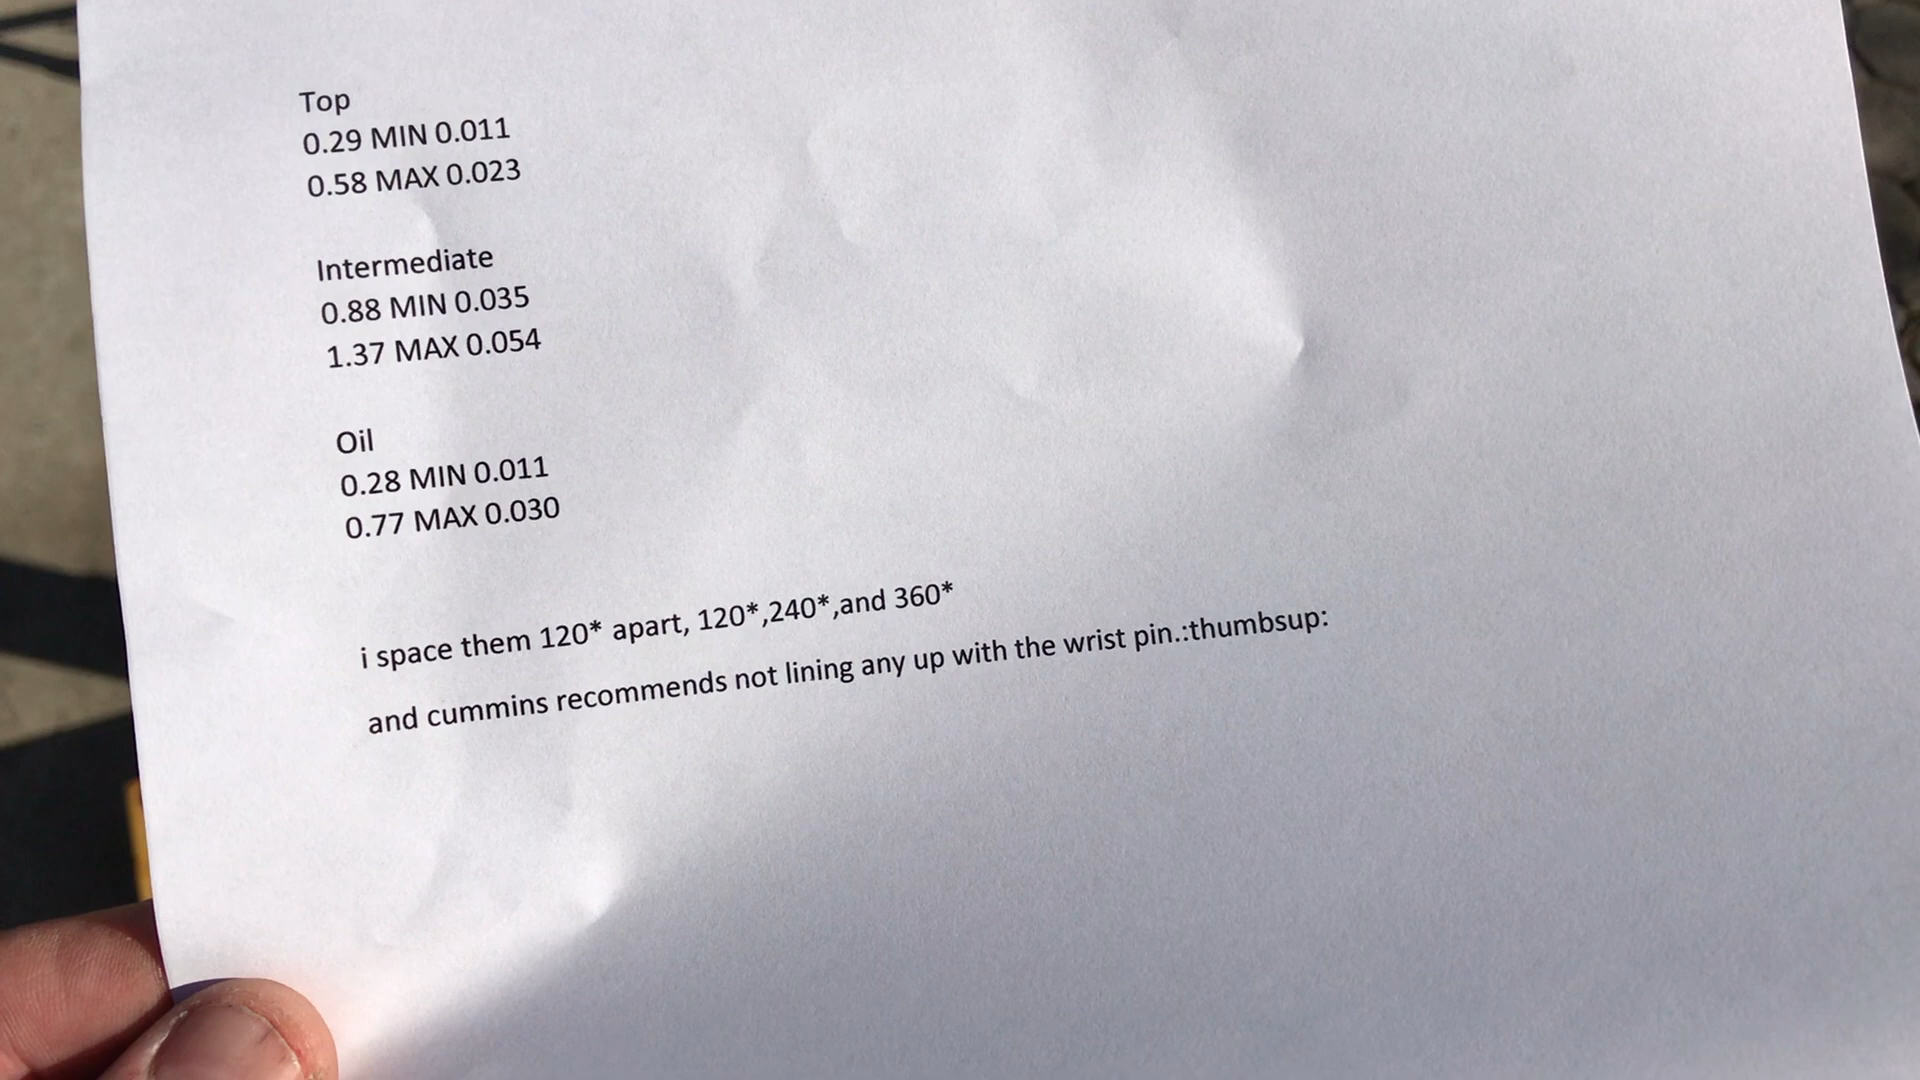 Top
0.29 MIN 0.011
0.58 MAX 0.023
Intermediate
0.88 MIN 0.035
1.37 MAX 0.054
Oil
0.28 MIN 0.011
0.77 MAX 0.030
i space them 120* apart, 120*,240*,and 360*
and cummins recommends not lining any up with the wrist pin.:thumbsup: